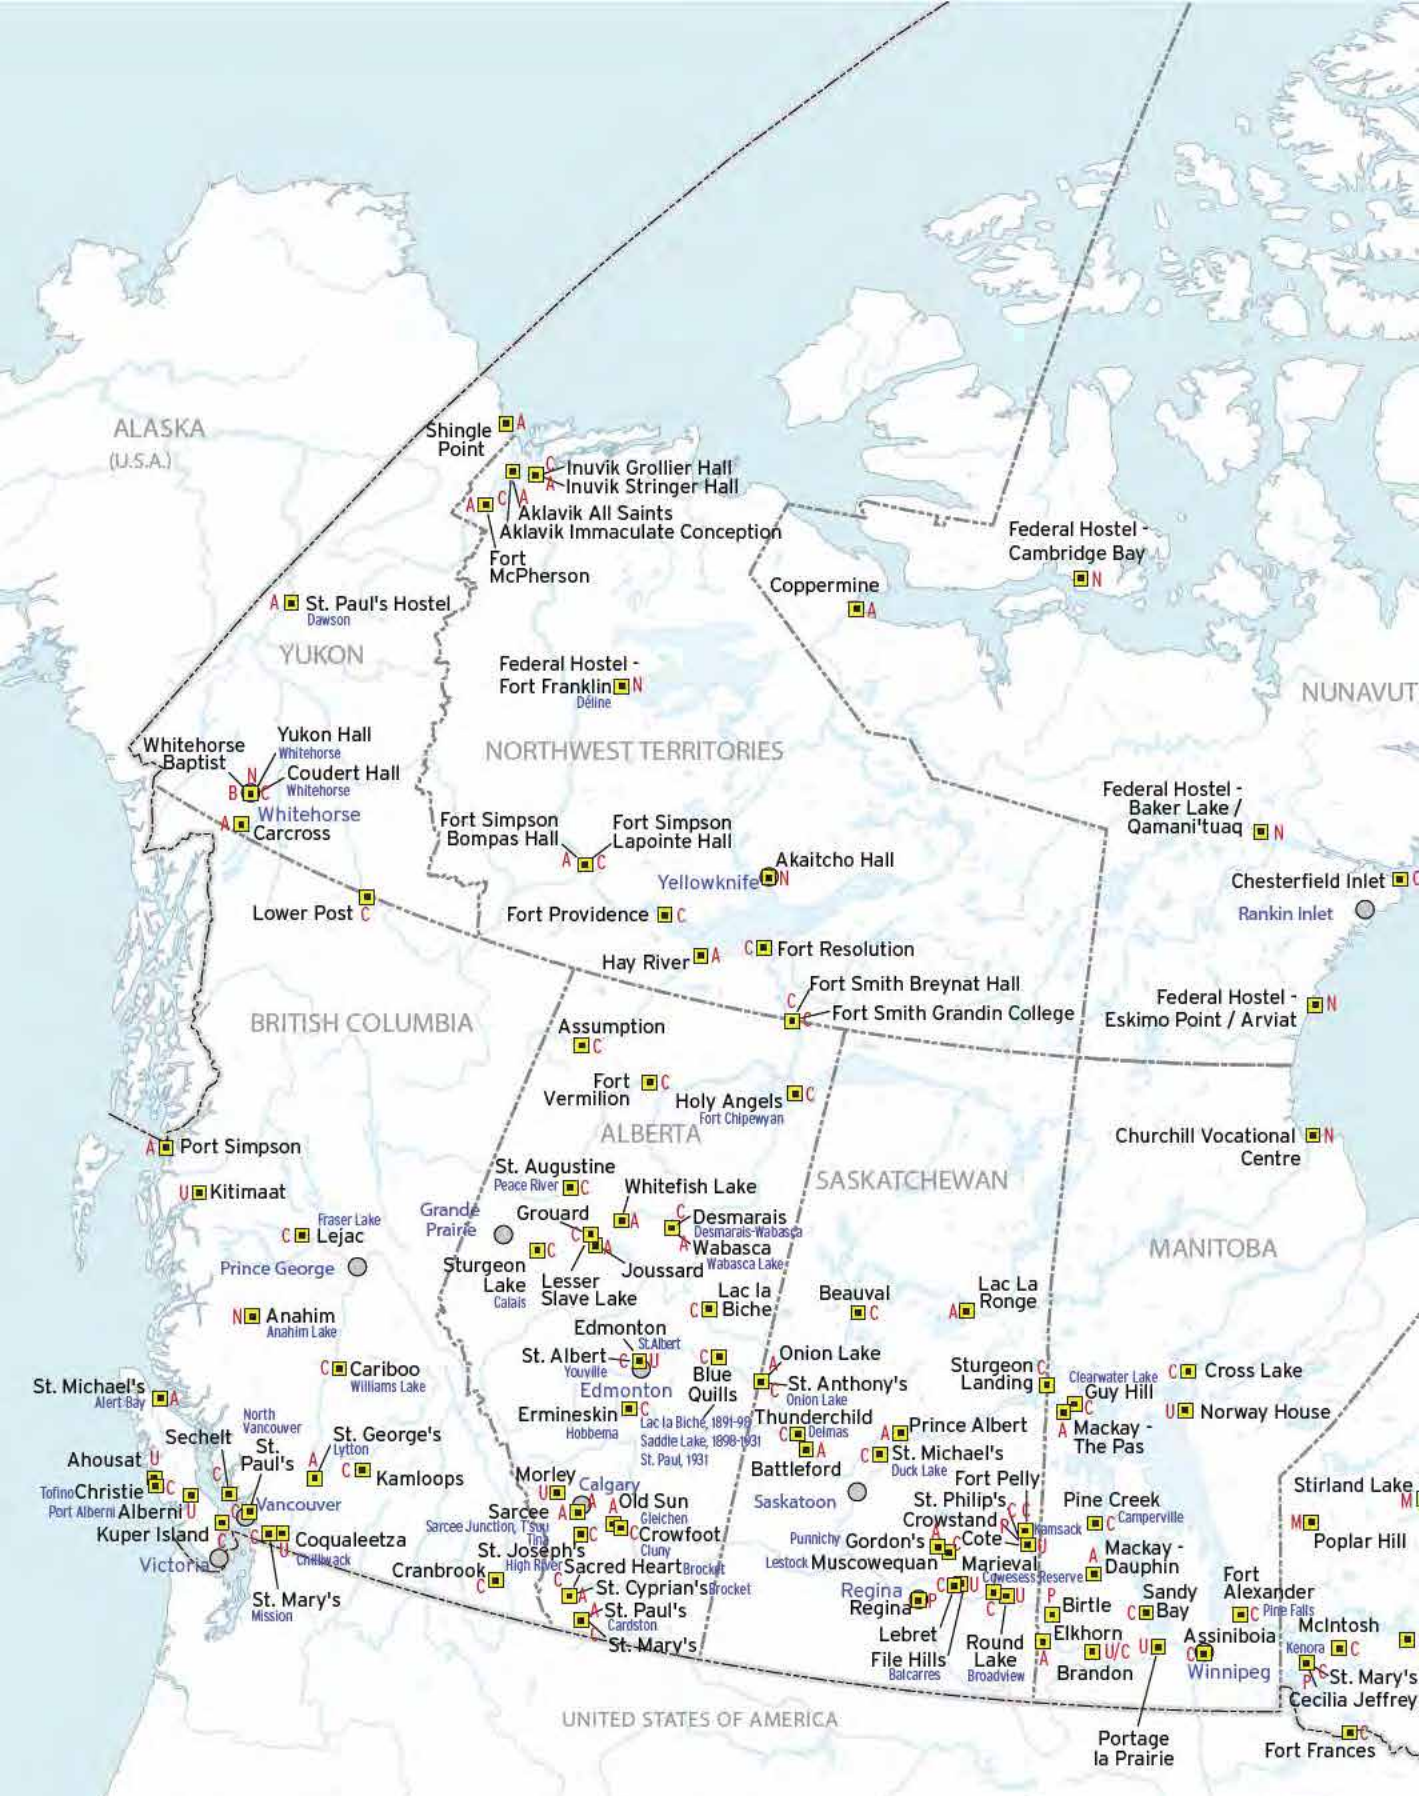 ALASKA
(U.S.A.)
Shingle
Point
A
C
Inuvik Grollier Hall
A
Inuvik Stringer Hall
A
C
A
Aklavik All Saints
Aklavik Immaculate Conception
Fort
McPherson
Federal Hostel -
Cambridge Bay
N
Coppermine
A
A
St. Paul's Hostel
Dawson
YUKON
Federal Hostel -
Fort Franklin
N
Déline
NUNAVUT
NORTHWEST TERRITORIES
Whitehorse
Baptist
Yukon Hall
Whitehorse
N
Coudert Hall
Whitehorse
B
C
Whitehorse
A
Carcross
Federal Hostel -
Baker Lake /
Qamani'tuaq
N
Fort Simpson
Bompas Hall
A
Fort Simpson
Lapointe Hall
C
Akaitcho Hall
Yellowknife
N
Chesterfield Inlet
C
Rankin Inlet
Lower Post
C
Fort Providence
C
Hay River
A
C
Fort Resolution
Fort Smith Breynat Hall
C
Fort Smith Grandin College
C
Federal Hostel -
Eskimo Point / Arviat
N
BRITISH COLUMBIA
Assumption
C
Fort
Vermilion
C
Holy Angels
C
Fort Chipewyan
ALBERTA
Churchill Vocational
Centre
N
A
Port Simpson
SASKATCHEWAN
U
Kitimaat
St. Augustine
Peace River
C
Whitefish Lake
A
Grande
Prairie
Grouard
C
C
Desmarais
Desmarais-Wabasca
A
Wabasca
Wabasca Lake
Fraser Lake
C
Lejac
Prince George
MANITOBA
C
Sturgeon
Lake
Calais
A
Lesser
Slave Lake
Joussard
N
Anahim
Anahim Lake
C
Lac la
Biche
Beauval
C
Lac La
Ronge
A
Edmonton
St.Albert
St. Albert
C
U
Youville
Edmonton
C
Blue
Quills
Lac la Biche, 1891-98
Saddle Lake, 1898-1931
St. Paul, 1931
A
Onion Lake
C
St. Anthony's
Onion Lake
C
Cariboo
Williams Lake
St. Michael's
Alert Bay
A
Sturgeon
Landing
C
Clearwater Lake
Guy Hill
C
A
Mackay -
The Pas
C
Cross Lake
U
Norway House
Ermineskin
C
Hobbema
Thunderchild
Delmas
C
A
Battleford
A
Prince Albert
C
St. Michael's
Duck Lake
Saskatoon
North
Vancouver
Sechelt
C
St.
Paul's
C
St. George's
Lytton
A
C
Kamloops
Ahousat
U
Tofino
Christie
C
Port Alberni
Alberni
U
Vancouver
Kuper Island
C
Victoria
C
U
Coqualeetza
Chilliwack
St. Mary's
Mission
Morley
U
Calgary
Sarcee
A
A
Sarcee Junction, T'suu
Tina
A
Old Sun
Gleichen
C
Crowfoot
Cluny
St. Joseph's
C
High River
Cranbrook
C
Sacred Heart
Brocket
C
A
St. Cyprian's
Brocket
A
St. Paul's
Cardston
C
St. Mary's
Fort Pelly
C
St. Philip's
C
Crowstand
P
Kamsack
Cote
U
Punnichy
Gordon's
A
Lestock
Muscowequan
C
Marieval
Cowesess Reserve
C
Regina
Regina
P
C
U
Lebret
File Hills
Balcarres
U
Round
Lake
Broadview
Pine Creek
Camperville
C
A
Mackay -
Dauphin
P
Birtle
Sandy
Bay
C
Fort
Alexander
C
Pine Falls
Elkhorn
A
U/C
Brandon
U
Portage
la Prairie
Assiniboia
C
Winnipeg
Stirland Lake
M
M
Poplar Hill
McIntosh
C
Kenora
C
St. Mary's
P
Cecilia Jeffrey
C
Fort Frances
UNITED STATES OF AMERICA